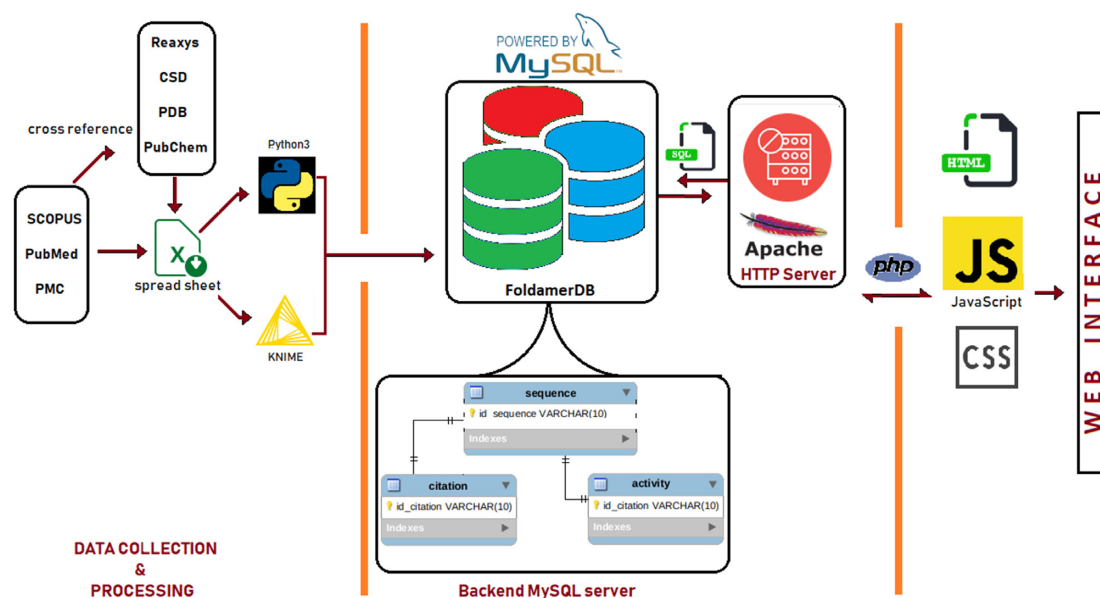 Reaxys
CSD
PDB
PubChem
cross reference
SCOPUS
PubMed
PMC
X
spread sheet
Python3
KNIME
DATA COLLECTION
&
PROCESSING
POWERED BY
MySQL
FoldamerDB
sequence
id_sequence VARCHAR(10)
Indexes
citation
id_citation VARCHAR(10)
Indexes
activity
id_citation VARCHAR(10)
Indexes
Backend MySQL server
SQL
Apache
HTTP Server
php
HTML
JS
JavaScript
CSS
WEB INTERFACE